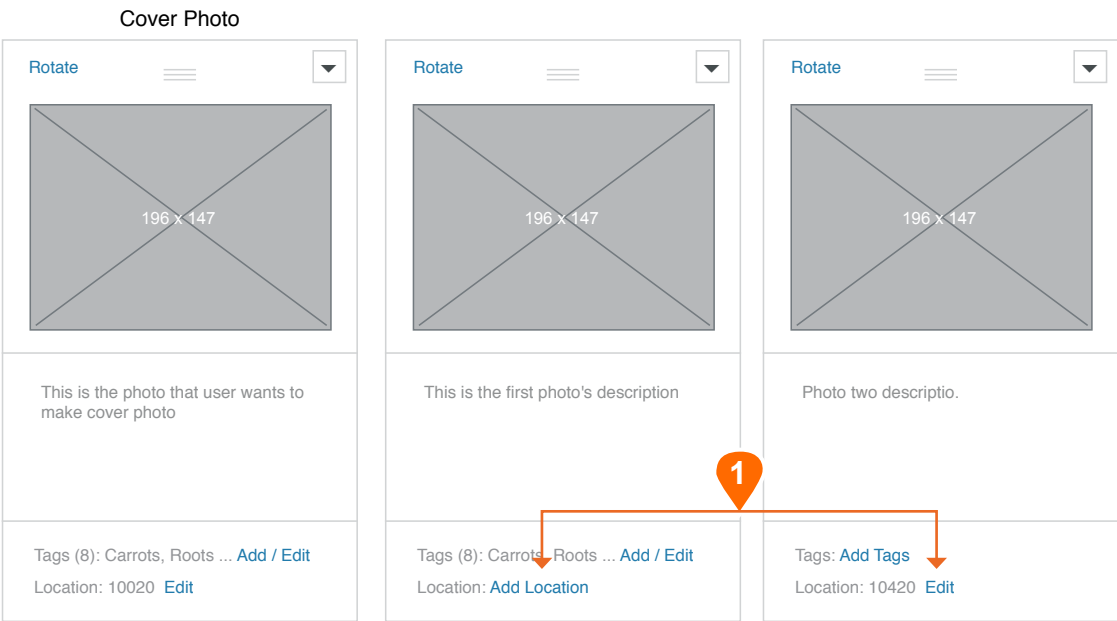 Cover Photo
Rotate
196 x 147
This is the photo that user wants to
make cover photo
Tags (8): Carrots, Roots ... Add / Edit
Location: 10020 Edit
Rotate
196 x 147
This is the first photo's description
1
Tags (8): Carrots, Roots ... Add / Edit
Location: Add Location
Rotate
196 x 147
Photo two descriptio.
Tags: Add Tags
Location: 10420 Edit